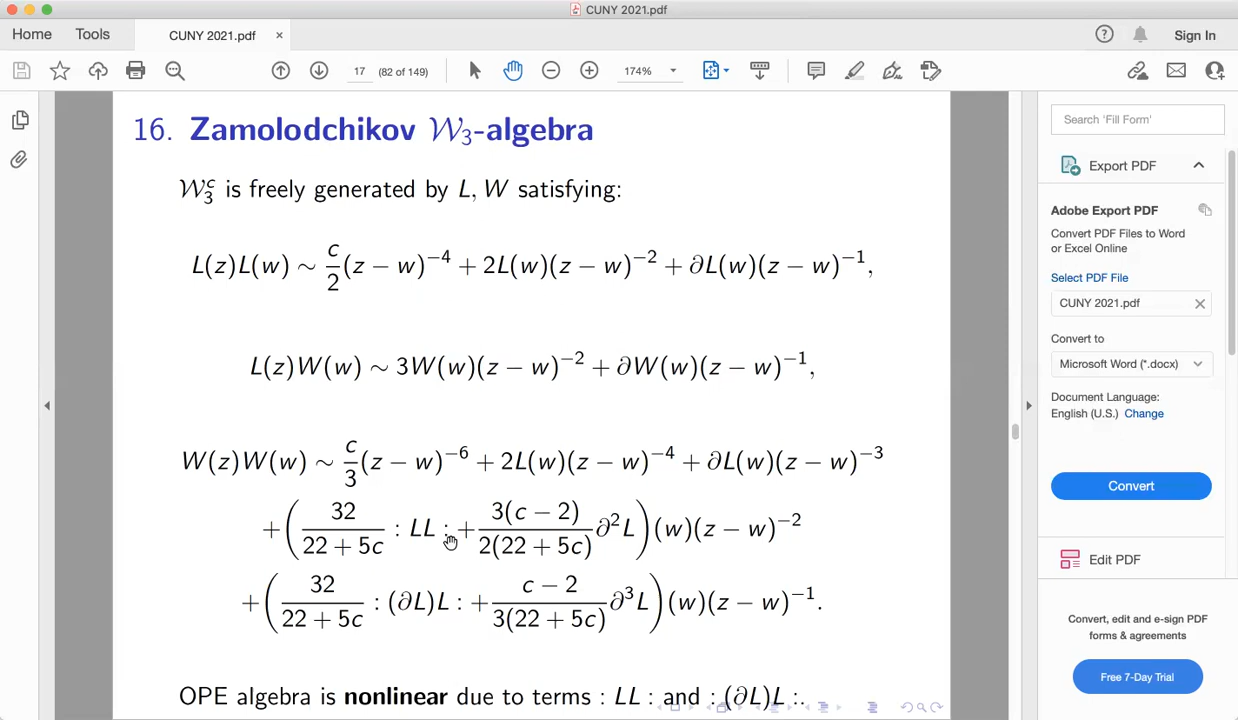 CUNY 2021.pdf
Home Tools CUNY 2021.pdf × Sign In
17 (82 of 149) 174%
16. Zamolodchikov 𝒲₃-algebra
𝒲₃ᶜ is freely generated by L, W satisfying:
L(z)L(w) ∼ c/2 (z − w)⁻⁴ + 2L(w)(z − w)⁻² + ∂L(w)(z − w)⁻¹,
L(z)W(w) ∼ 3W(w)(z − w)⁻² + ∂W(w)(z − w)⁻¹,
W(z)W(w) ∼ c/3 (z − w)⁻⁶ + 2L(w)(z − w)⁻⁴ + ∂L(w)(z − w)⁻³
+(32/(22 + 5c) : LL : + 3(c − 2)/(2(22 + 5c)) ∂²L)(w)(z − w)⁻²
+(32/(22 + 5c) : (∂L)L : + (c − 2)/(3(22 + 5c)) ∂³L)(w)(z − w)⁻¹.
OPE algebra is nonlinear due to terms : LL : and : (∂L)L :.
Search 'Fill Form'
Export PDF
Adobe Export PDF
Convert PDF Files to Word
or Excel Online
Select PDF File
CUNY 2021.pdf
Convert to
Microsoft Word (*.docx)
Document Language:
English (U.S.) Change
Convert
Edit PDF
Convert, edit and e-sign PDF
forms & agreements
Free 7-Day Trial